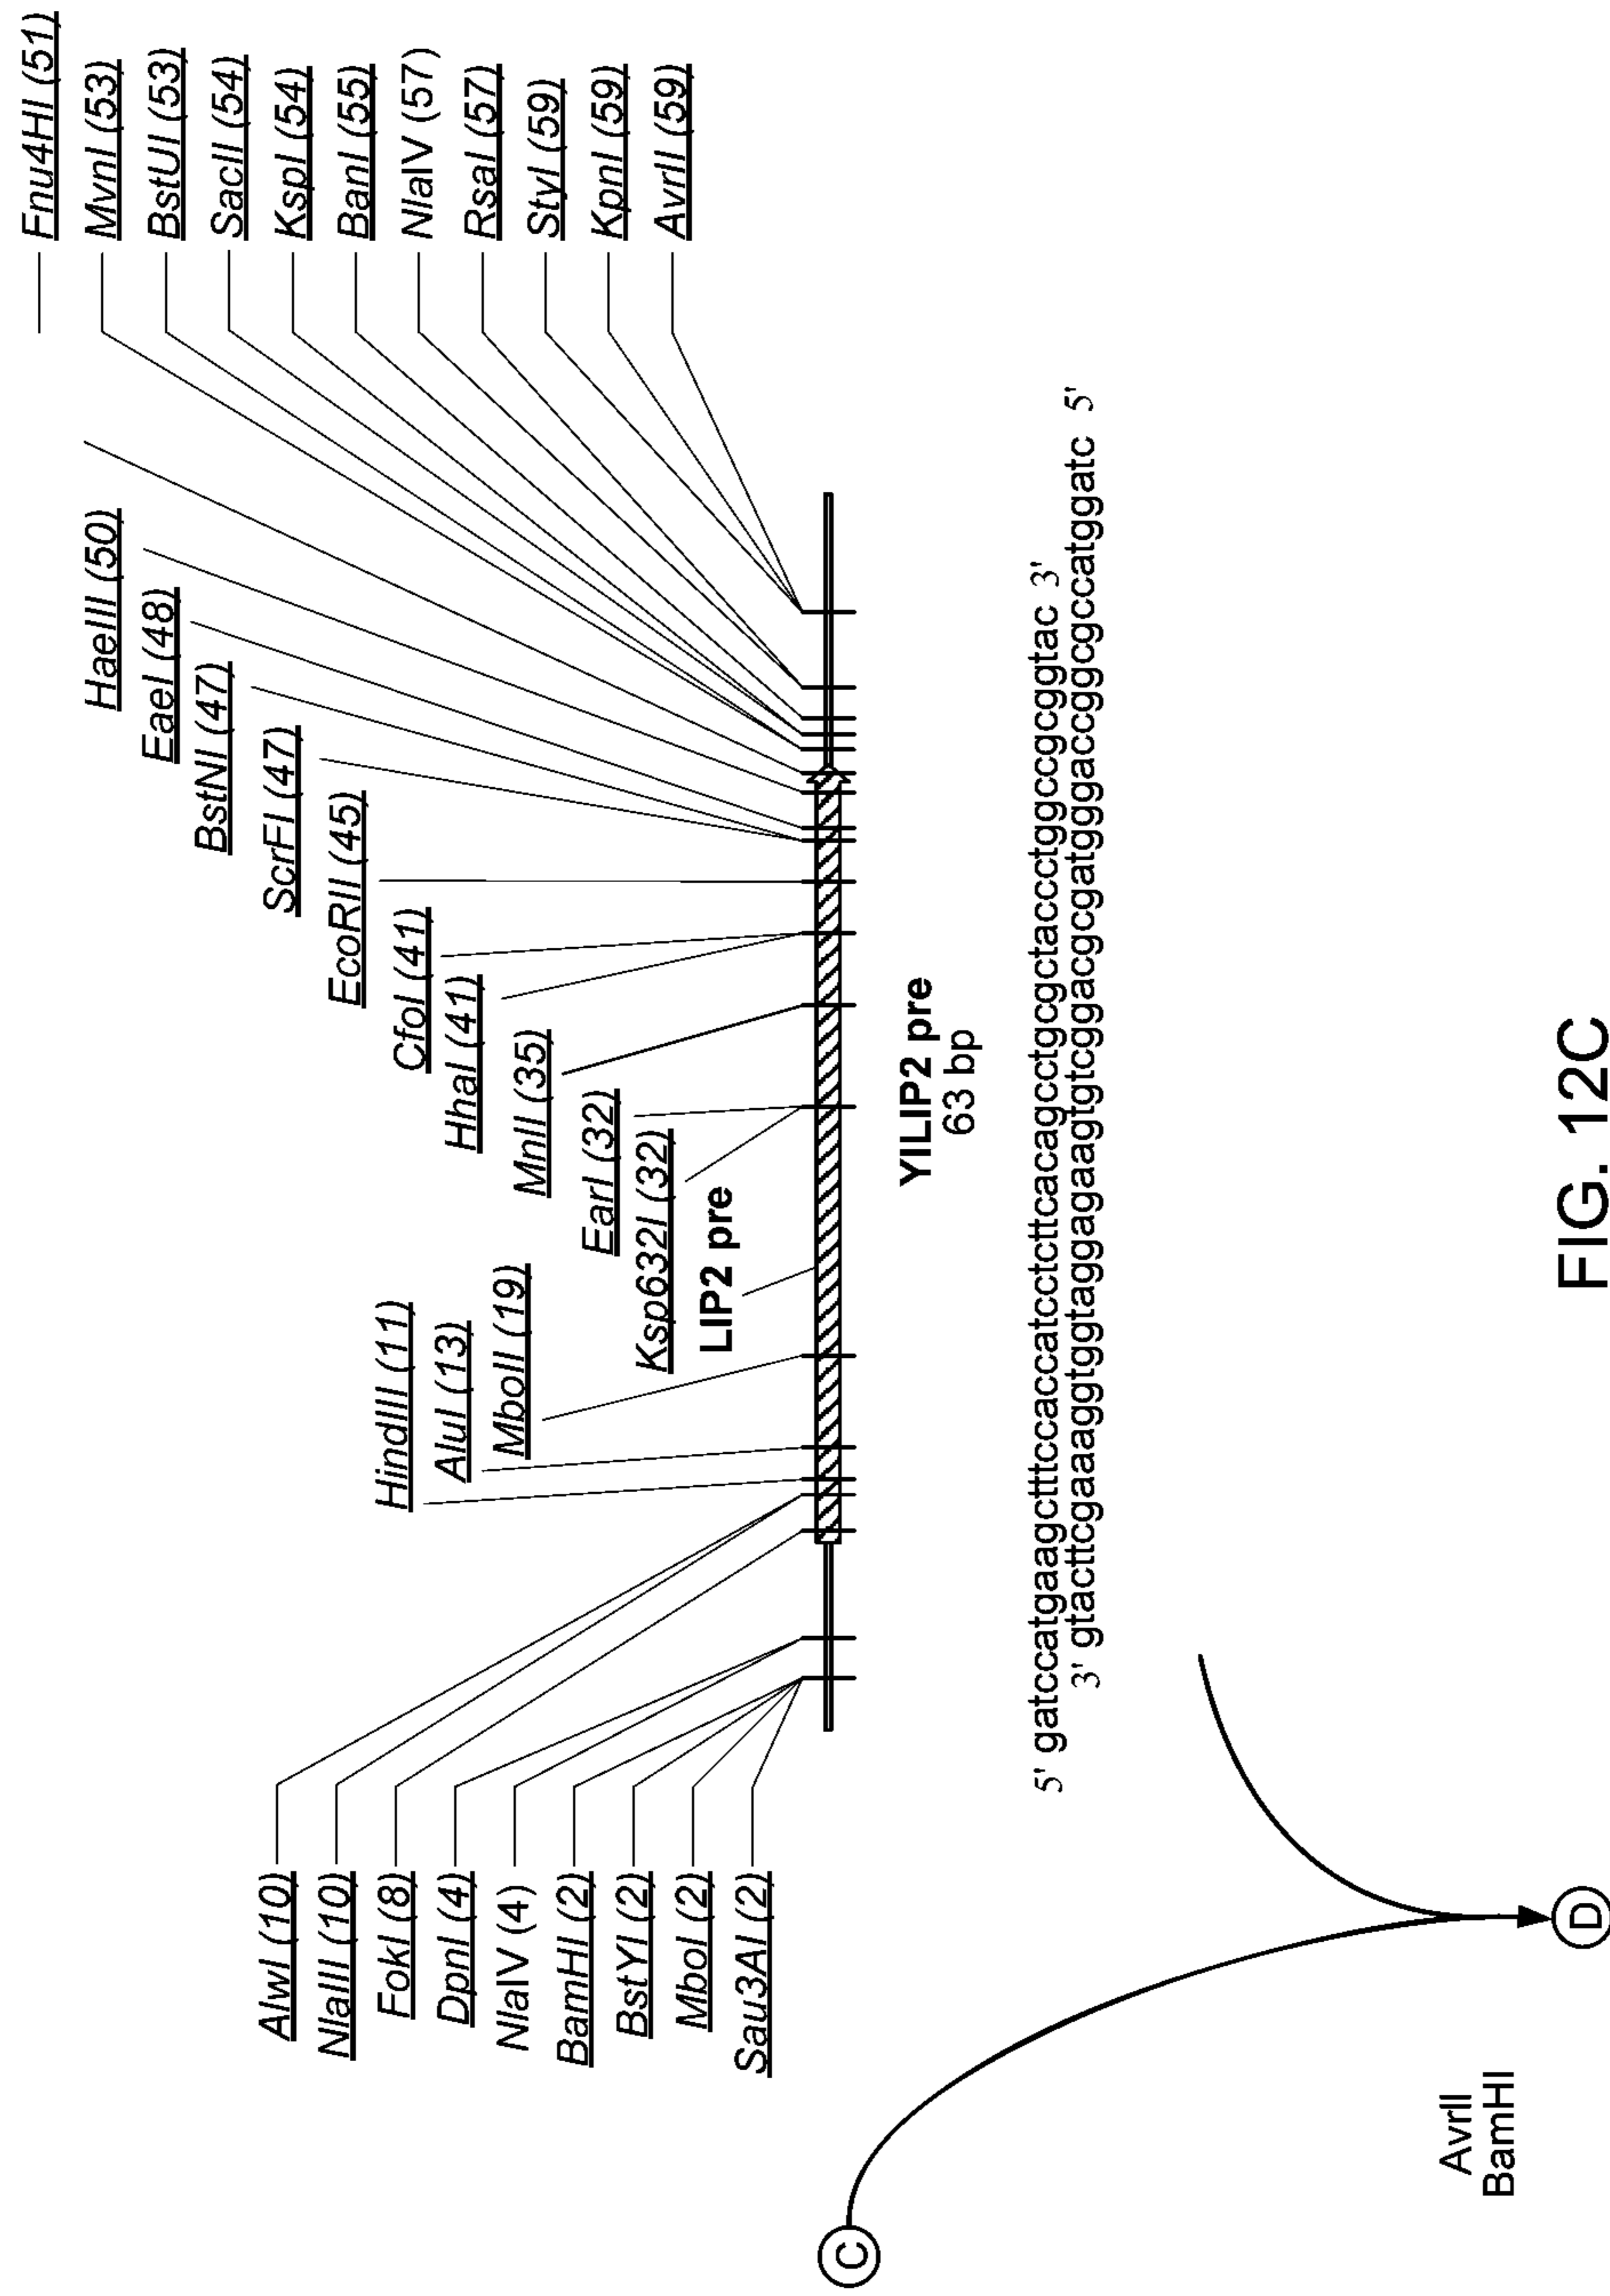 AlwI (10)
NlaIII (10)
FokI (8)
DpnI (4)
NlaIV (4)
BamHI (2)
BstYI (2)
MboI (2)
Sau3AI (2)
HindIII (11)
AluI (13)
MboII (19)
HaeIII (50)
EaeI (48)
BstNI (47)
ScrFI (47)
EcoRII (45)
CfoI (41)
HhaI (41)
MnlI (35)
EarI (32)
Ksp632I (32)
LIP2 pre
Fnu4HI (51)
MvnI (53)
BstUI (53)
SacII (54)
KspI (54)
BanI (55)
NlaIV (57)
RsaI (57)
StyI (59)
KpnI (59)
AvrII (59)
YlLIP2 pre
63 bp
5' gatccatgaagctttccaccatcctcttcacagcctgcgctaccctggccgcggtac 3'
3' gtacttcgaaaggtggtaggagaagtgtcggacgcgatgggaccggcgccatggatc 5'
C
AvrII
BamHI
D
FIG. 12C